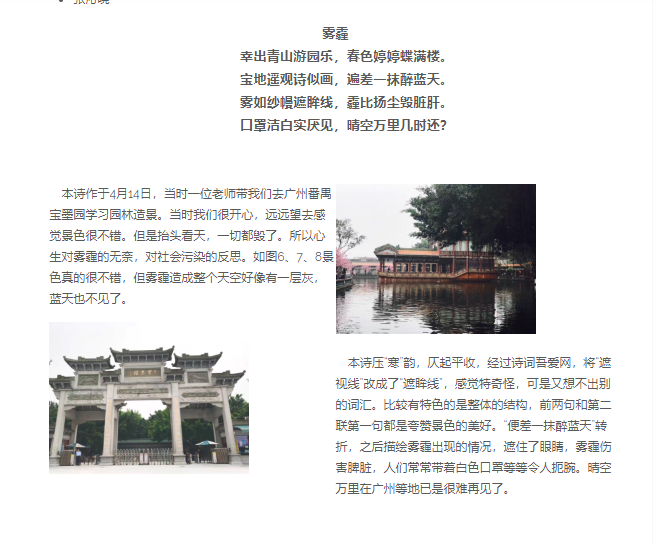 雾霾
幸出青山游园乐，春色婷婷蝶满楼。
宝地遥观诗似画，遍差一抹醉蓝天。
雾如纱幔遮眸线，霾比扬尘毁脏肝。
口罩洁白实厌见，晴空万里几时还？
本诗作于4月14日，当时一位老师带我们去广州番禺
宝墨园学习园林造景。当时我们很开心，远远望去感
觉景色很不错。但是抬头看天，一切都毁了。所以心
生对雾霾的无奈，对社会污染的反思。如图6、7、8景
色真的很不错，但雾霾造成整个天空好像有一层灰，
蓝天也不见了。
本诗压“寒”韵，仄起平收，经过诗词吾爱网，将“遮
视线”改成了“遮眸线”，感觉特奇怪，可是又想不出别
的词汇。比较有特色的是整体的结构，前两句和第二
联第一句都是夸赞景色的美好。“便差一抹醉蓝天”转
折，之后描绘雾霾出现的情况，遮住了眼睛，雾霾伤
害脾脏，人们常常带着白色口罩等等令人扼腕。晴空
万里在广州等地已是很难再见了。